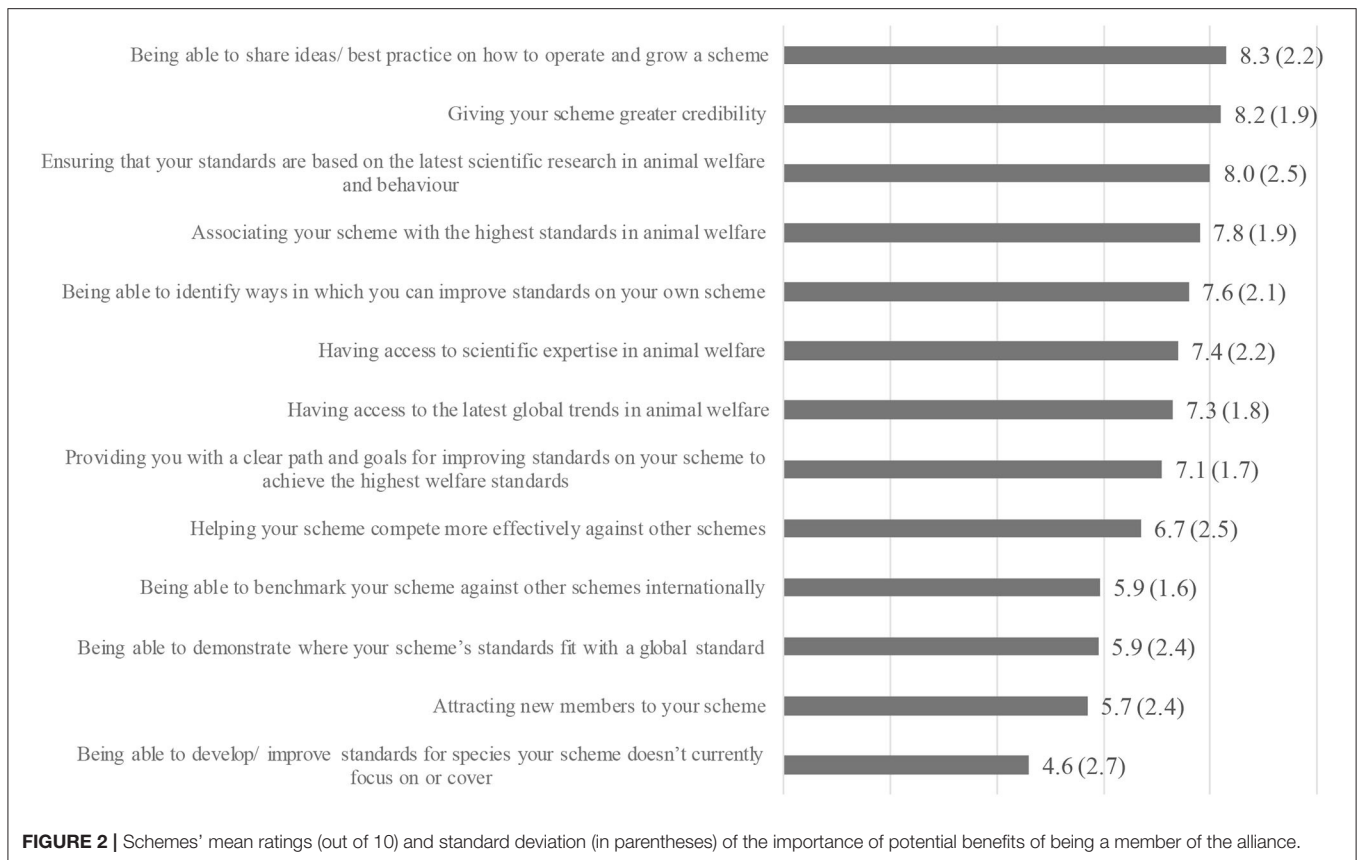 Being able to share ideas/ best practice on how to operate and grow a scheme
8.3 (2.2)
Giving your scheme greater credibility
8.2 (1.9)
Ensuring that your standards are based on the latest scientific research in animal welfare
and behaviour
8.0 (2.5)
Associating your scheme with the highest standards in animal welfare
7.8 (1.9)
Being able to identify ways in which you can improve standards on your own scheme
7.6 (2.1)
Having access to scientific expertise in animal welfare
7.4 (2.2)
Having access to the latest global trends in animal welfare
7.3 (1.8)
Providing you with a clear path and goals for improving standards on your scheme to
achieve the highest welfare standards
7.1 (1.7)
Helping your scheme compete more effectively against other schemes
6.7 (2.5)
Being able to benchmark your scheme against other schemes internationally
5.9 (1.6)
Being able to demonstrate where your scheme's standards fit with a global standard
5.9 (2.4)
Attracting new members to your scheme
5.7 (2.4)
Being able to develop/ improve standards for species your scheme doesn't currently
focus on or cover
4.6 (2.7)
FIGURE 2 | Schemes' mean ratings (out of 10) and standard deviation (in parentheses) of the importance of potential benefits of being a member of the alliance.